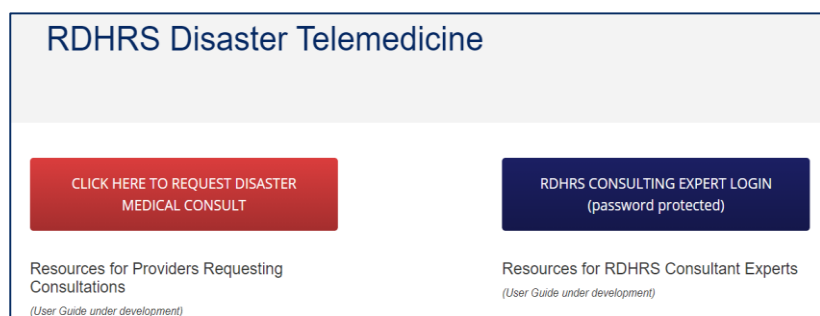 RDHRS Disaster Telemedicine
CLICK HERE TO REQUEST DISASTER
MEDICAL CONSULT
Resources for Providers Requesting
Consultations
(User Guide under development)
RDHRS CONSULTING EXPERT LOGIN
(password protected)
Resources for RDHRS Consultant Experts
(User Guide under development)